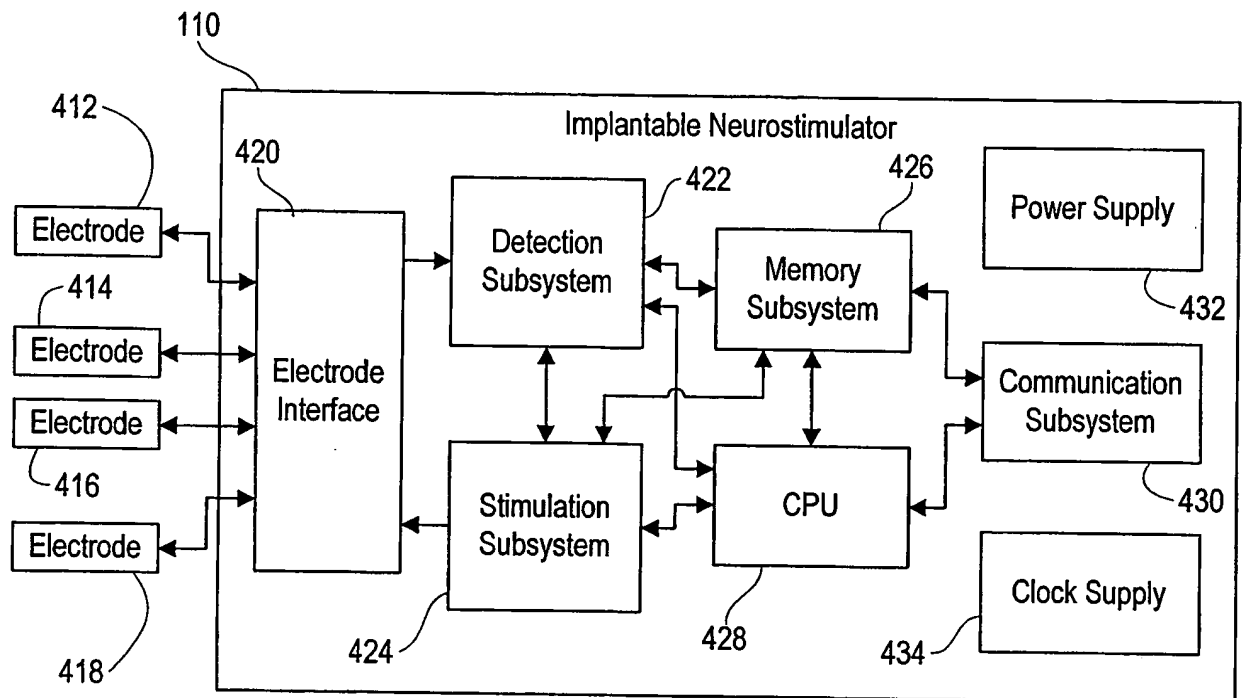 110
412
Implantable Neurostimulator
420
422
426
Electrode
Detection
Subsystem
Memory
Subsystem
Power Supply
432
414
Electrode
Electrode
Interface
Communication
Subsystem
430
Electrode
416
Stimulation
Subsystem
CPU
Electrode
418
424
428
Clock Supply
434